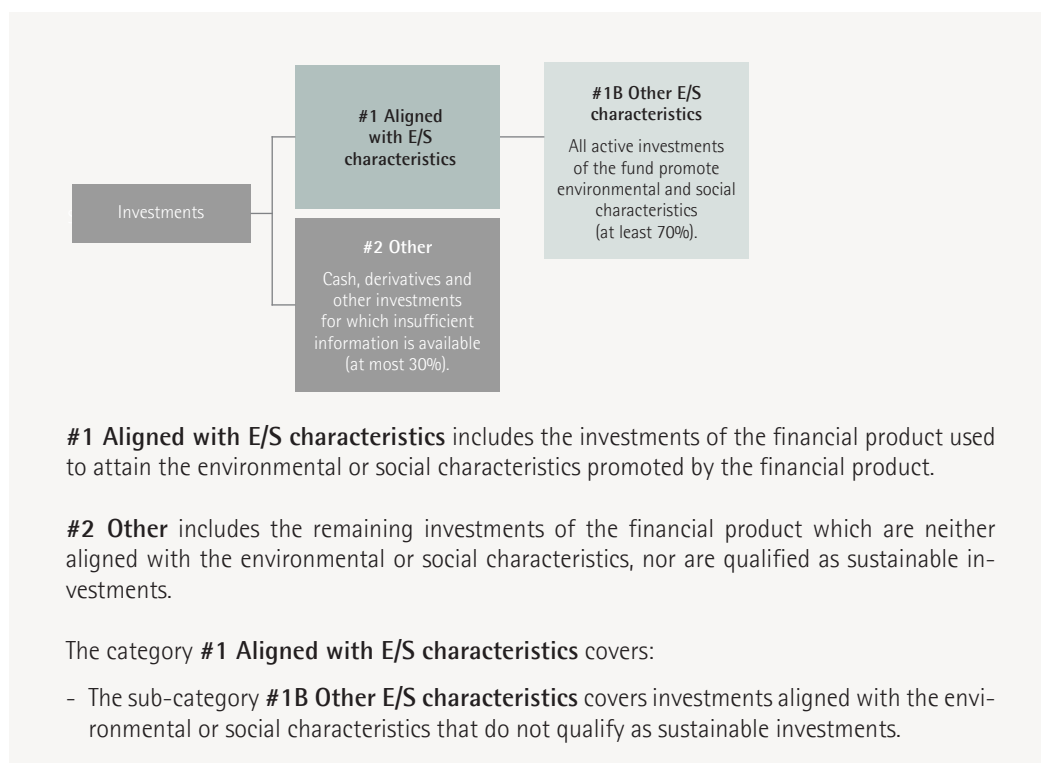 Investments
#1 Aligned
with E/S
characteristics
#1B Other E/S
characteristics
All active investments
of the fund promote
environmental and social
characteristics
(at least 70%).
#2 Other
Cash, derivatives and
other investments
for which insufficient
information is available
(at most 30%).
#1 Aligned with E/S characteristics includes the investments of the financial product used
to attain the environmental or social characteristics promoted by the financial product.
#2 Other includes the remaining investments of the financial product which are neither
aligned with the environmental or social characteristics, nor are qualified as sustainable in-
vestments.
The category #1 Aligned with E/S characteristics covers:
- The sub-category #1B Other E/S characteristics covers investments aligned with the envi-
ronmental or social characteristics that do not qualify as sustainable investments.